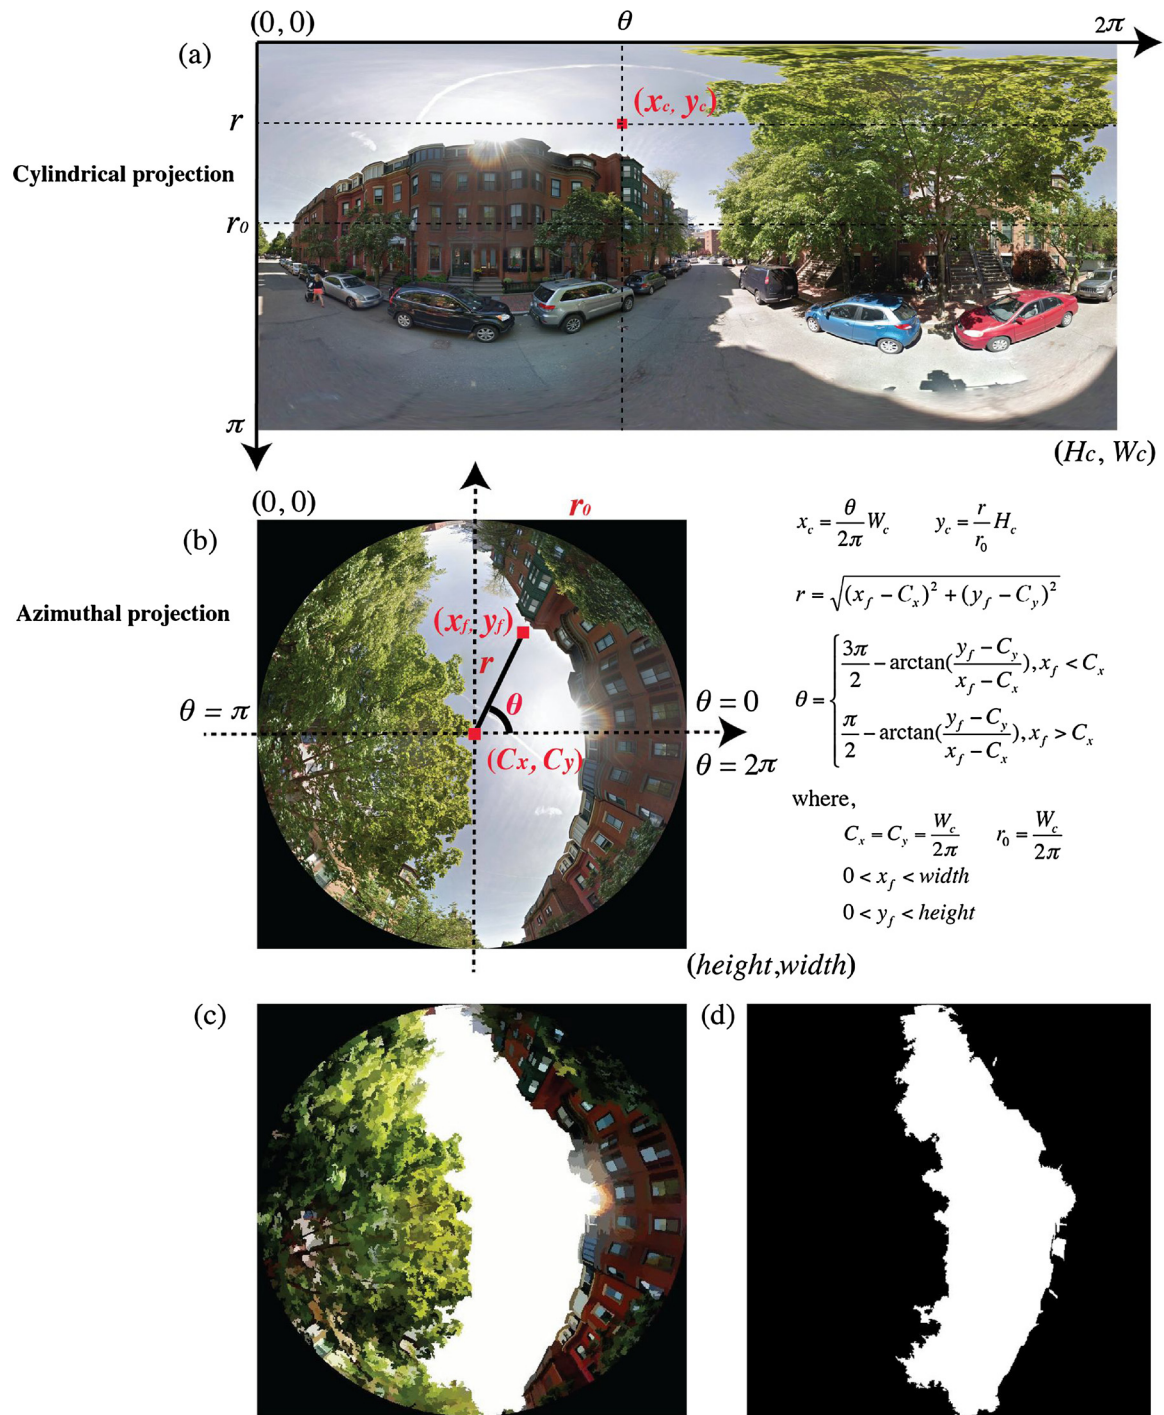 (0, 0) θ 2π
(a)
(xc, yc)
r
Cylindrical projection
r0
π
(Hc, Wc)
(0, 0) r0
(b)
xc = θ/2π Wc yc = r/r0 Hc
Azimuthal projection
r = √(xf − Cx)² + (yf − Cy)²
(xf, yf)
r
θ
θ = π
θ = 0
(Cx, Cy)
θ = 2π
θ = { 3π/2 − arctan(yf − Cy/xf − Cx), xf < Cx
π/2 − arctan(yf − Cy/xf − Cx), xf > Cx
where,
Cx = Cy = Wc/2π r0 = Wc/2π
0 < xf < width
0 < yf < height
(height,width)
(c) (d)